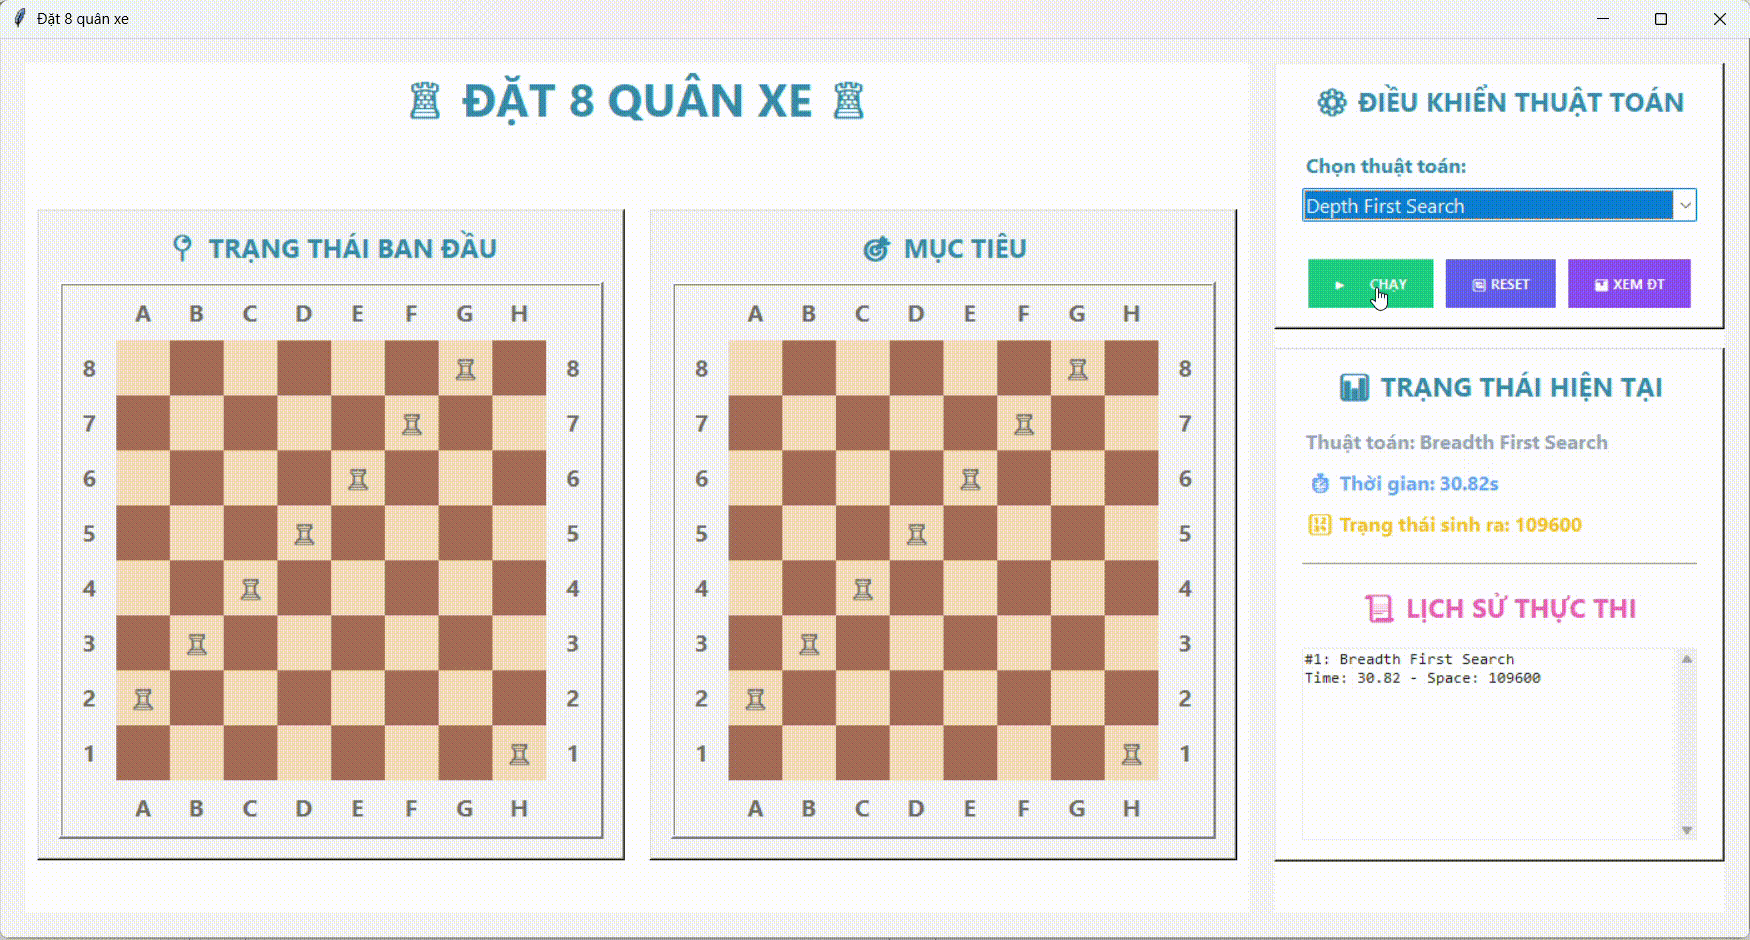 Đặt 8 quân xe
ĐẶT 8 QUÂN XE
TRẠNG THÁI BAN ĐẦU
A B C D E F G H
8 8
7 7
6 6
5 5
4 4
3 3
2 2
1 1
A B C D E F G H
MỤC TIÊU
A B C D E F G H
8 8
7 7
6 6
5 5
4 4
3 3
2 2
1 1
A B C D E F G H
ĐIỀU KHIỂN THUẬT TOÁN
Chọn thuật toán:
Depth First Search
CHẠY RESET XEM ĐT
TRẠNG THÁI HIỆN TẠI
Thuật toán: Breadth First Search
Thời gian: 30.82s
Trạng thái sinh ra: 109600
LỊCH SỬ THỰC THI
#1: Breadth First Search
Time: 30.82 - Space: 109600